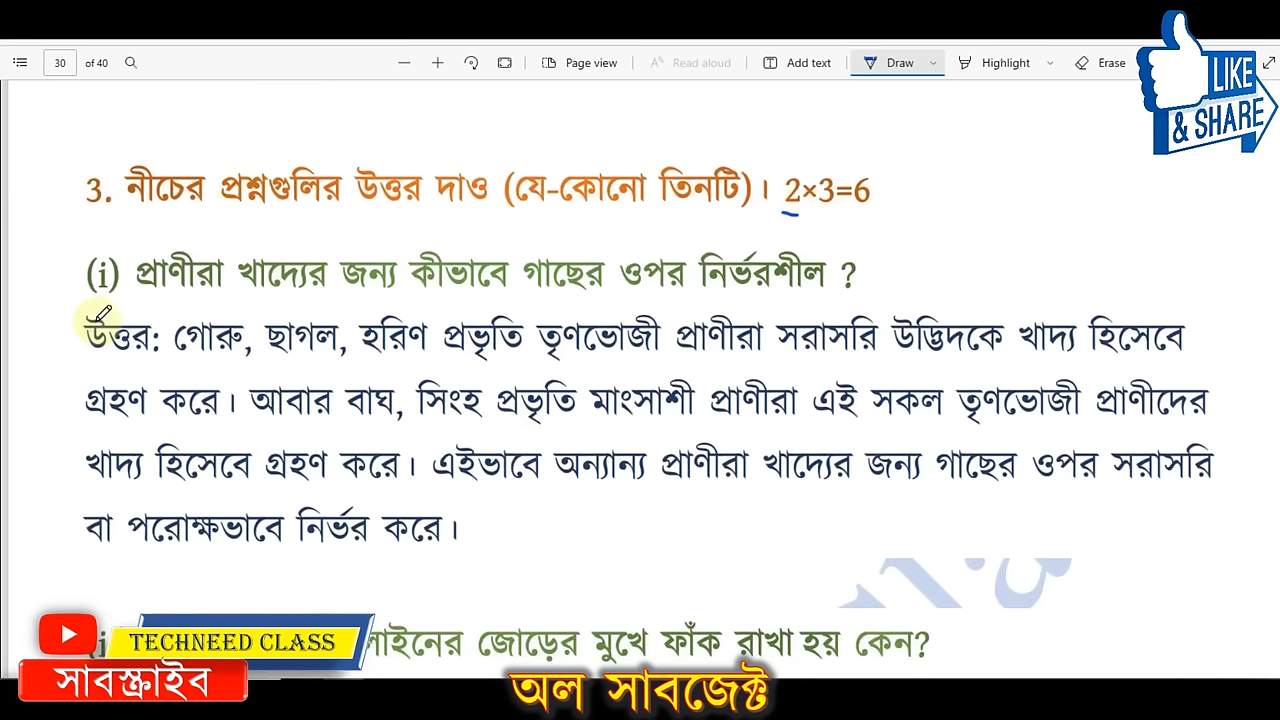 LIKE
& SHARE
30 of 40 Page view Read aloud Add text Draw Highlight Erase
3. নীচের প্রশ্নগুলির উত্তর দাও (যে-কোনো তিনটি)। 2×3=6
(i) প্রাণীরা খাদ্যের জন্য কীভাবে গাছের ওপর নির্ভরশীল ?
উত্তর: গোরু, ছাগল, হরিণ প্রভৃতি তৃণভোজী প্রাণীরা সরাসরি উদ্ভিদকে খাদ্য হিসেবে
গ্রহণ করে। আবার বাঘ, সিংহ প্রভৃতি মাংসাশী প্রাণীরা এই সকল তৃণভোজী প্রাণীদের
খাদ্য হিসেবে গ্রহণ করে। এইভাবে অন্যান্য প্রাণীরা খাদ্যের জন্য গাছের ওপর সরাসরি
বা পরোক্ষভাবে নির্ভর করে।
জোড়ের মুখে ফাঁক রাখা হয় কেন?
TECHNEED CLASS
সাবস্ক্রাইব
অল সাবজেক্ট